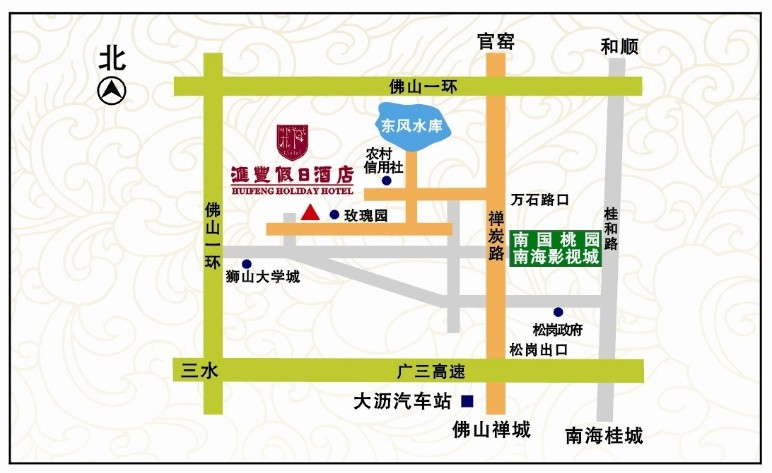 官窑
和顺
北
佛山一环
东风水库
農村
信用社
滙豐假日酒店
HUIFENG HOLIDAY HOTEL
万石路口
玫瑰园
佛山一环
禅炭路
桂和路
南国桃园
南海影视城
狮山大学城
松岗政府
松岗出口
三水
广三高速
大沥汽车站
佛山禅城
南海桂城